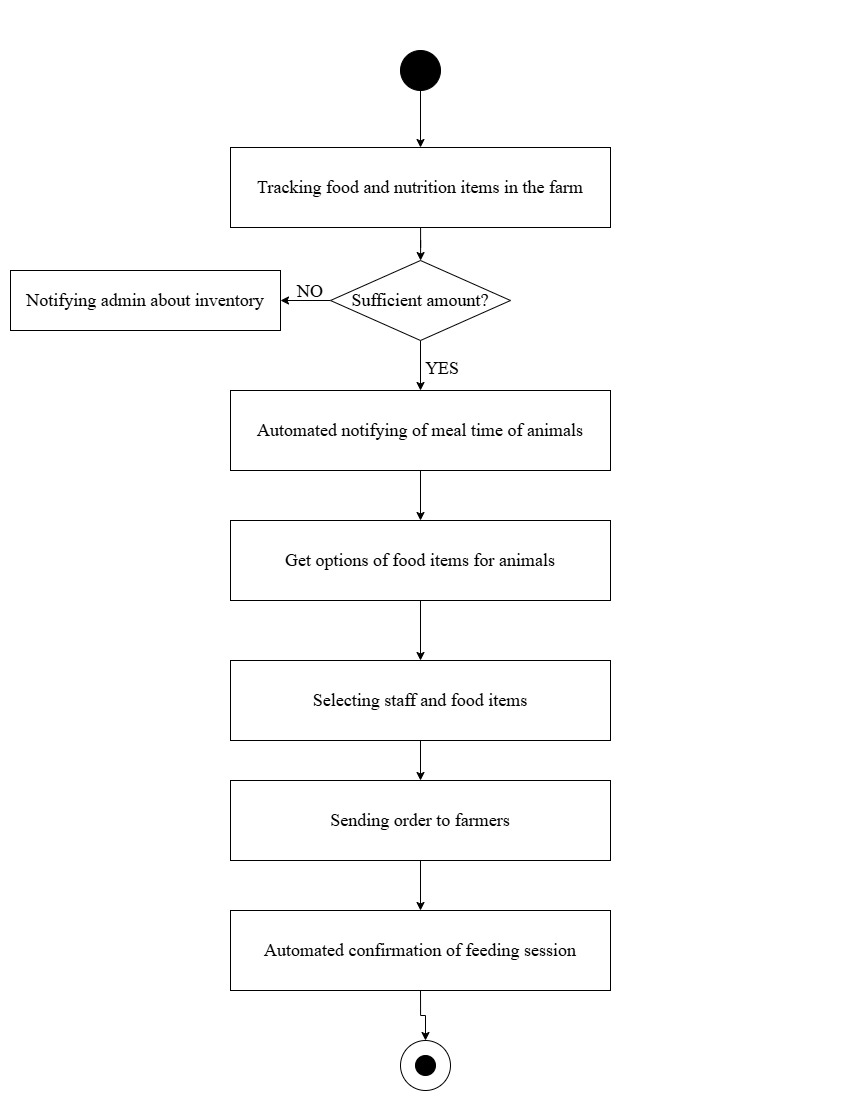 Tracking food and nutrition items in the farm
Notifying admin about inventory
NO
Sufficient amount?
YES
Automated notifying of meal time of animals
Get options of food items for animals
Selecting staff and food items
Sending order to farmers
Automated confirmation of feeding session